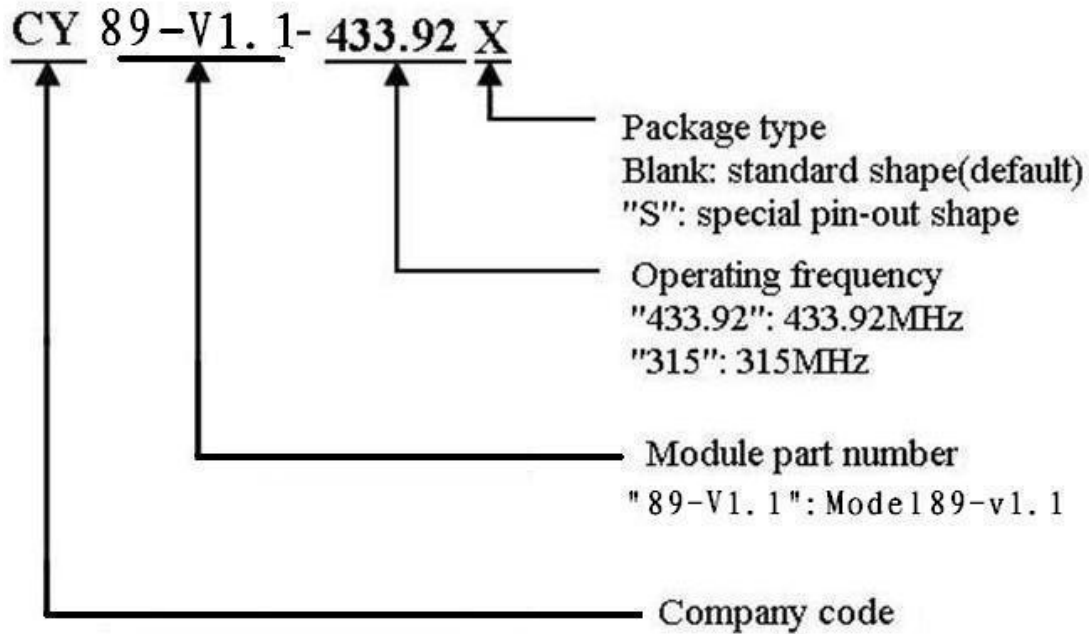 CY 89-V1.1-433.92 X
Package type
Blank: standard shape(default)
"S": special pin-out shape
Operating frequency
"433.92": 433.92MHz
"315": 315MHz
Module part number
"89-V1.1":Model89-v1.1
Company code